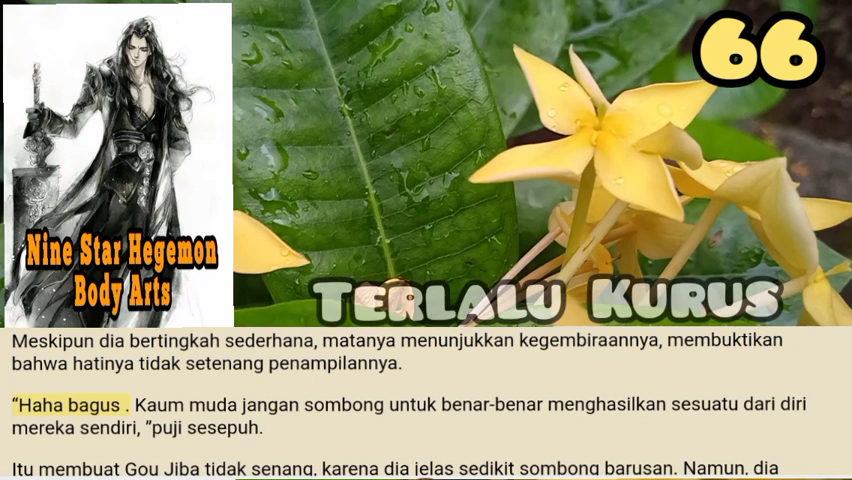 66
Nine Star Hegemon
Body Arts
Terlalu Kurus
Meskipun dia bertingkah sederhana, matanya menunjukkan kegembiraannya, membuktikan
bahwa hatinya tidak setenang penampilannya.
“Haha bagus . Kaum muda jangan sombong untuk benar-benar menghasilkan sesuatu dari diri
mereka sendiri, ”puji sesepuh.
Itu membuat Gou Jiba tidak senang, karena dia jelas sedikit sombong barusan. Namun, dia